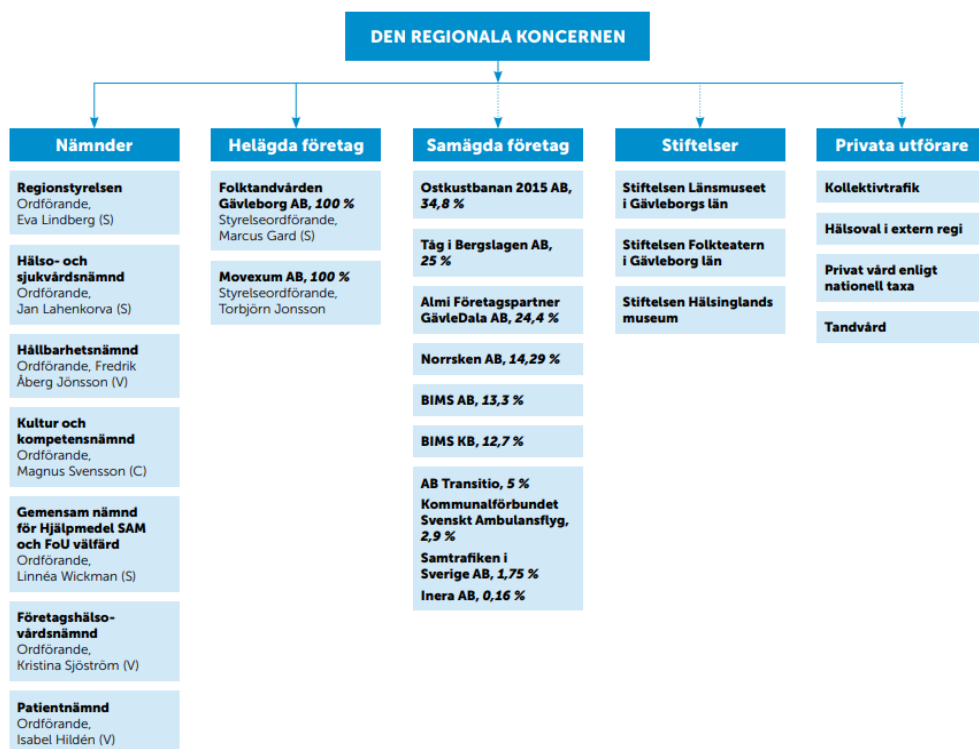 DEN REGIONALA KONCERNEN
Nämnder
Regionstyrelsen
Ordförande,
Eva Lindberg (S)
Hälso- och
sjukvårdsnämnd
Ordförande,
Jan Lahenkorva (S)
Hållbarhetsnämnd
Ordförande, Fredrik
Åberg Jönsson (V)
Kultur och
kompetensnämnd
Ordförande,
Magnus Svensson (C)
Gemensam nämnd
för Hjälpmedel SAM
och FoU välfärd
Ordförande,
Linnéa Wickman (S)
Företagshälso-
vårdsnämnd
Ordförande,
Kristina Sjöström (V)
Patientnämnd
Ordförande,
Isabel Hildén (V)
Helägda företag
Folktandvården
Gävleborg AB, 100 %
Styrelseordförande,
Marcus Gard (S)
Movexum AB, 100 %
Styrelseordförande,
Torbjörn Jonsson
Samägda företag
Ostkustbanan 2015 AB,
34,8 %
Tåg i Bergslagen AB,
25 %
Almi Företagspartner
GävleDala AB, 24,4 %
Norrsken AB, 14,29 %
BIMS AB, 13,3 %
BIMS KB, 12,7 %
AB Transitio, 5 %
Kommunalförbundet
Svenskt Ambulansflyg,
2,9 %
Samtrafiken i
Sverige AB, 1,75 %
Inera AB, 0,16 %
Stiftelser
Stiftelsen Länsmuseet
i Gävleborgs län
Stiftelsen Folkteatern
i Gävleborg län
Stiftelsen Hälsinglands
museum
Privata utförare
Kollektivtrafik
Hälsoval i extern regi
Privat vård enligt
nationell taxa
Tandvård